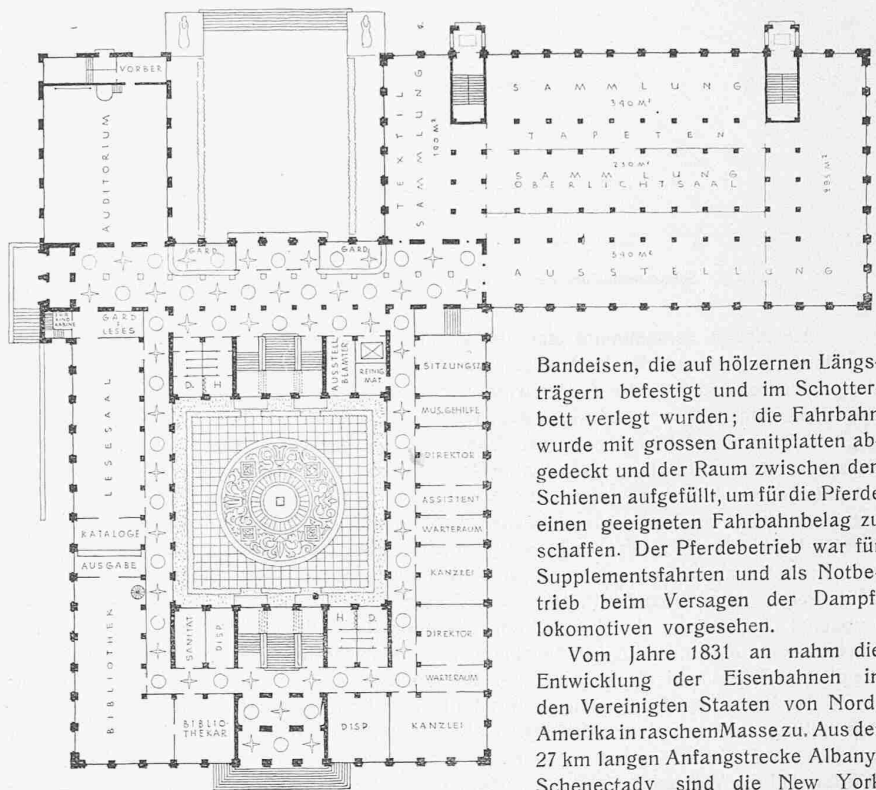 VORBER
AUDITORIUM
TEXTIL
SAMMLUNG
SAMMLUNG
340 M²
TAPETEN
230 M²
SAMMLUNG
OBERLICHTSAAL
AUSSTELLUNG
GARD
GARD
GARD
LESES
D. H
AUSSTELL
BEAMTER
REINIG
MAT.
SITZUNGSZ
MUS.GEHILFE
DIREKTOR
ASSISTENT
WARTERAUM
KANZLEI
DIREKTOR
WARTERAUM
LESESAAL
KATALOGE
AUSGABE
BIBLIOTHEK
SANITÄT
DISP.
H. D.
BIBLIO-
THEKAR
DISP.
KANZLEI
Bandeisen, die auf hölzernen Längs-
trägern befestigt und im Schotter-
bett verlegt wurden; die Fahrbahn
wurde mit grossen Granitplatten ab-
gedeckt und der Raum zwischen den
Schienen aufgefüllt, um für die Pferde
einen geeigneten Fahrbahnbelag zu
schaffen. Der Pferdebetrieb war für
Supplementsfahrten und als Notbe-
trieb beim Versagen der Dampf-
lokomotiven vorgesehen.
Vom Jahre 1831 an nahm die
Entwicklung der Eisenbahnen in
den Vereinigten Staaten von Nord-
Amerika in raschem Masse zu. Aus der
27 km langen Anfangstrecke Albany-
Schenectady sind die New York